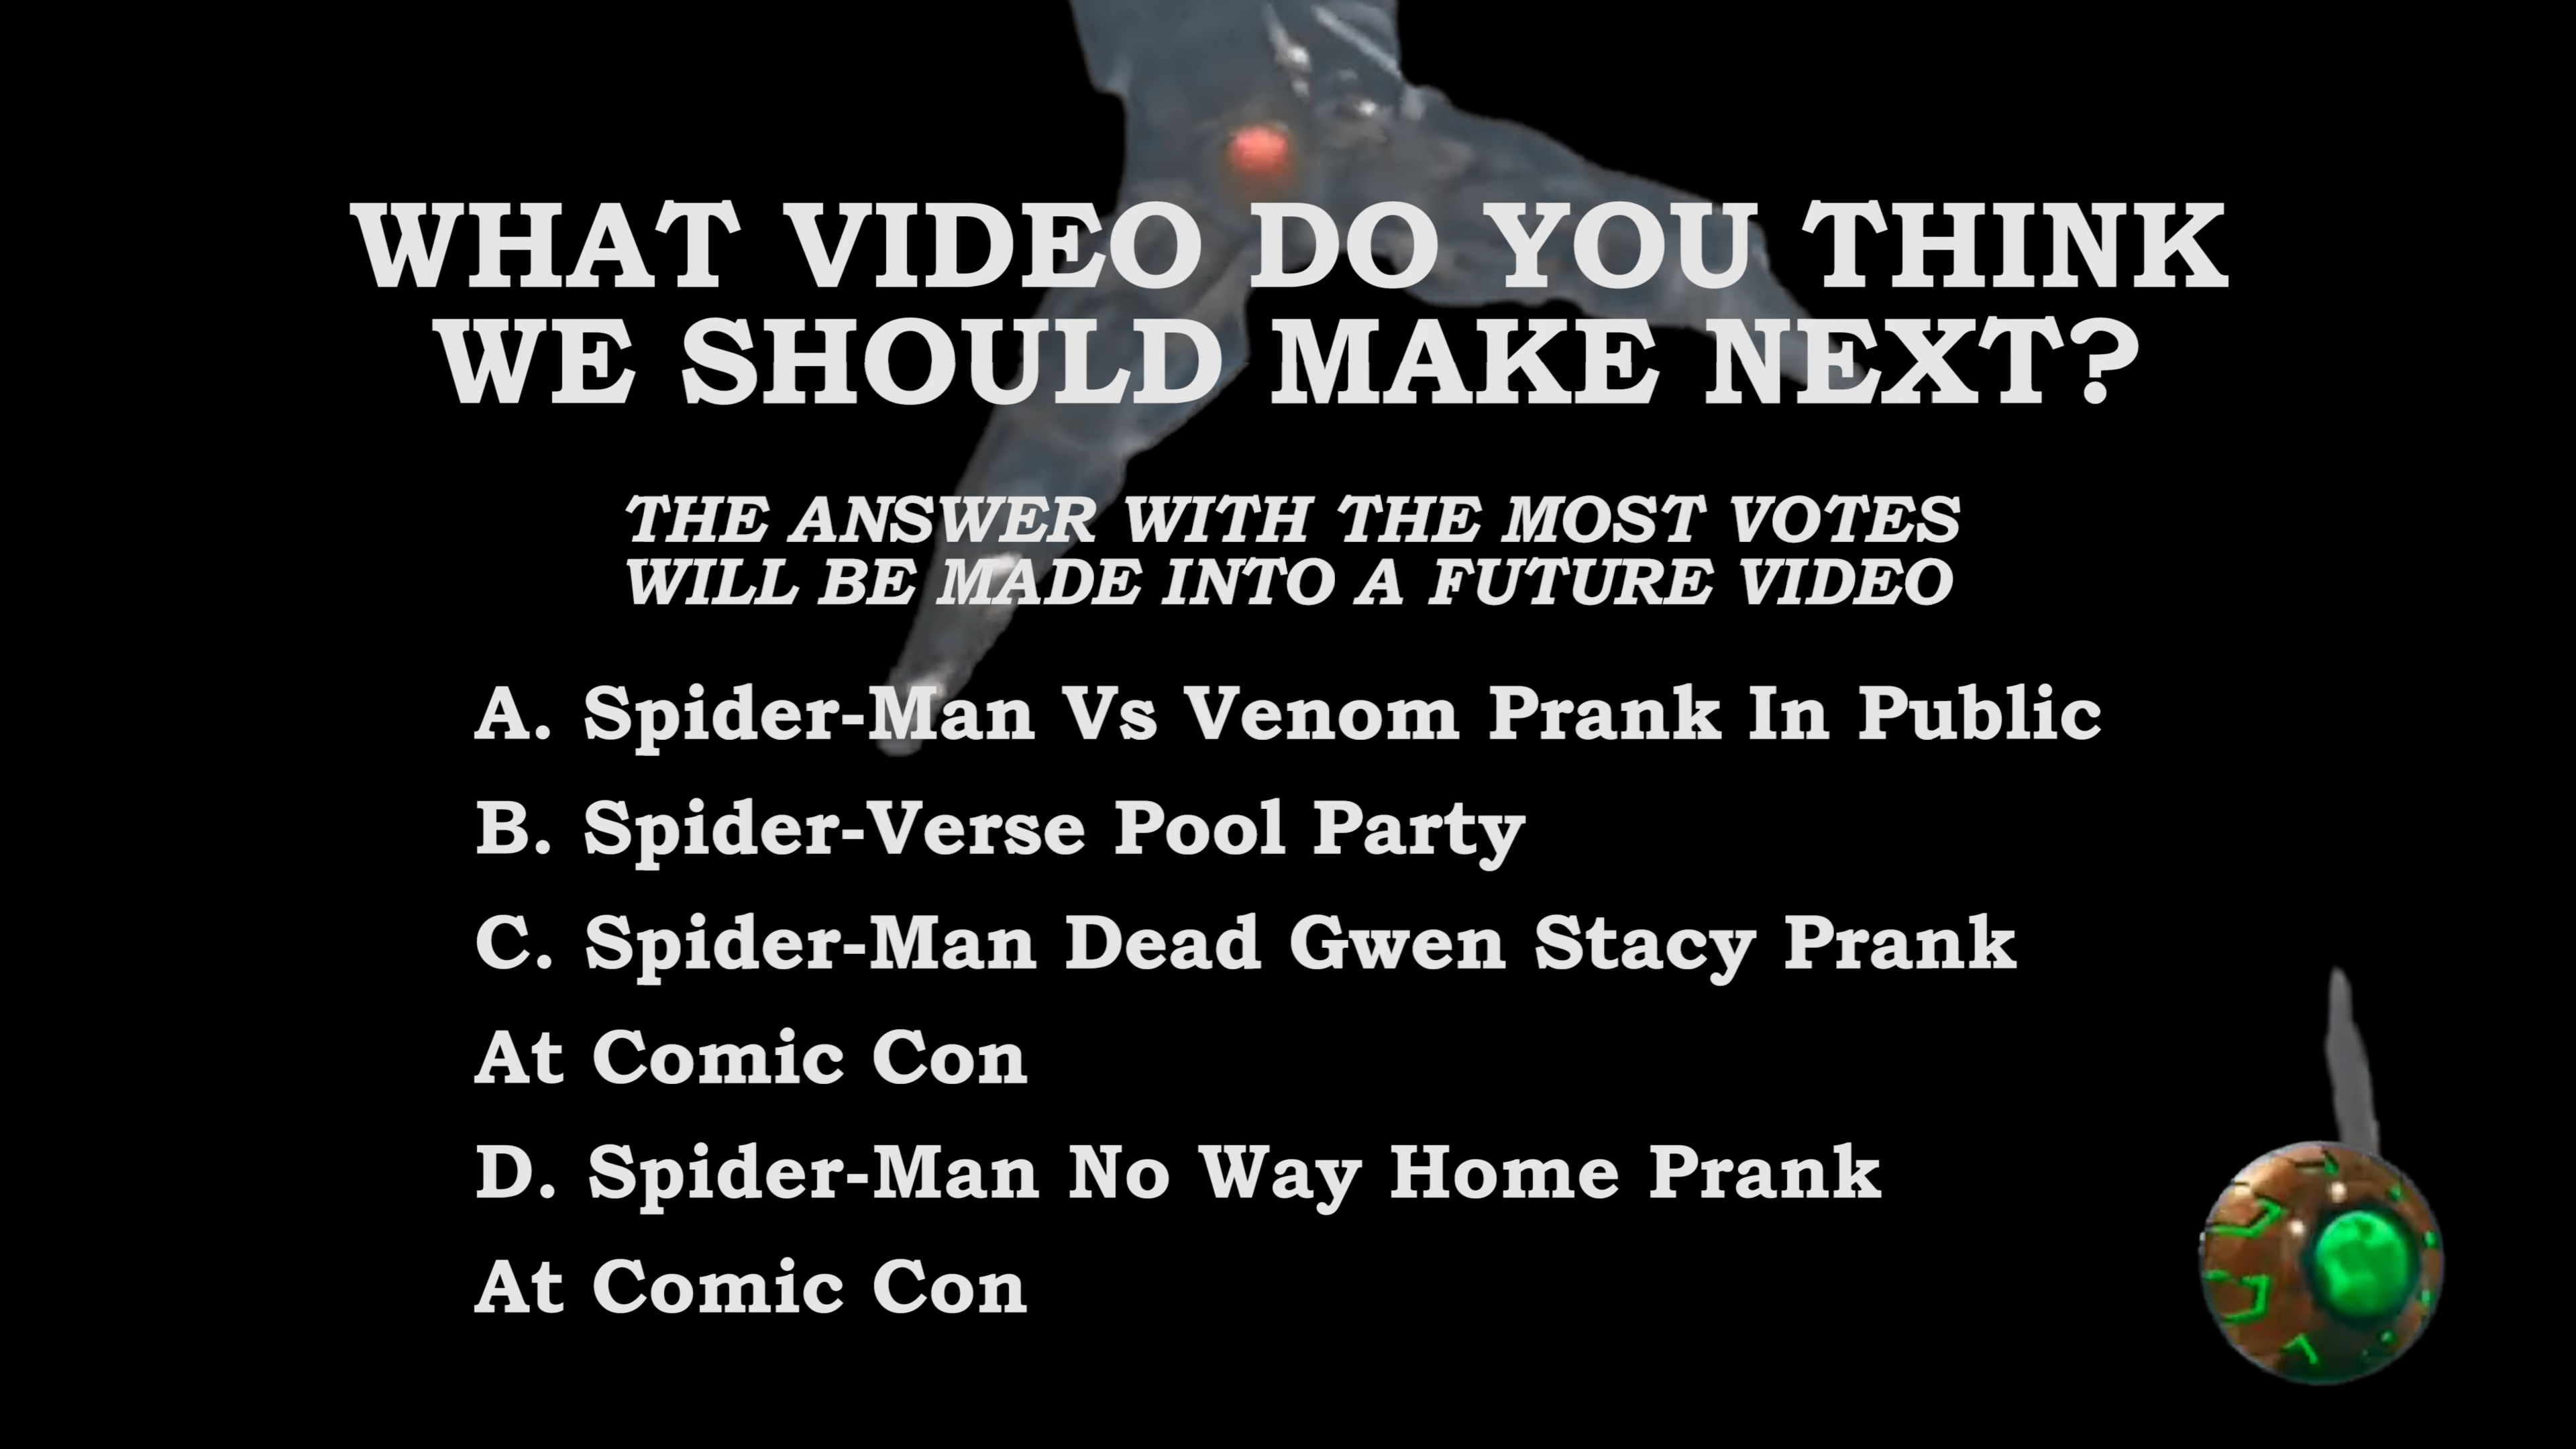 WHAT VIDEO DO YOU THINK
WE SHOULD MAKE NEXT?
THE ANSWER WITH THE MOST VOTES
WILL BE MADE INTO A FUTURE VIDEO
A. Spider-Man Vs Venom Prank In Public
B. Spider-Verse Pool Party
C. Spider-Man Dead Gwen Stacy Prank
At Comic Con
D. Spider-Man No Way Home Prank
At Comic Con